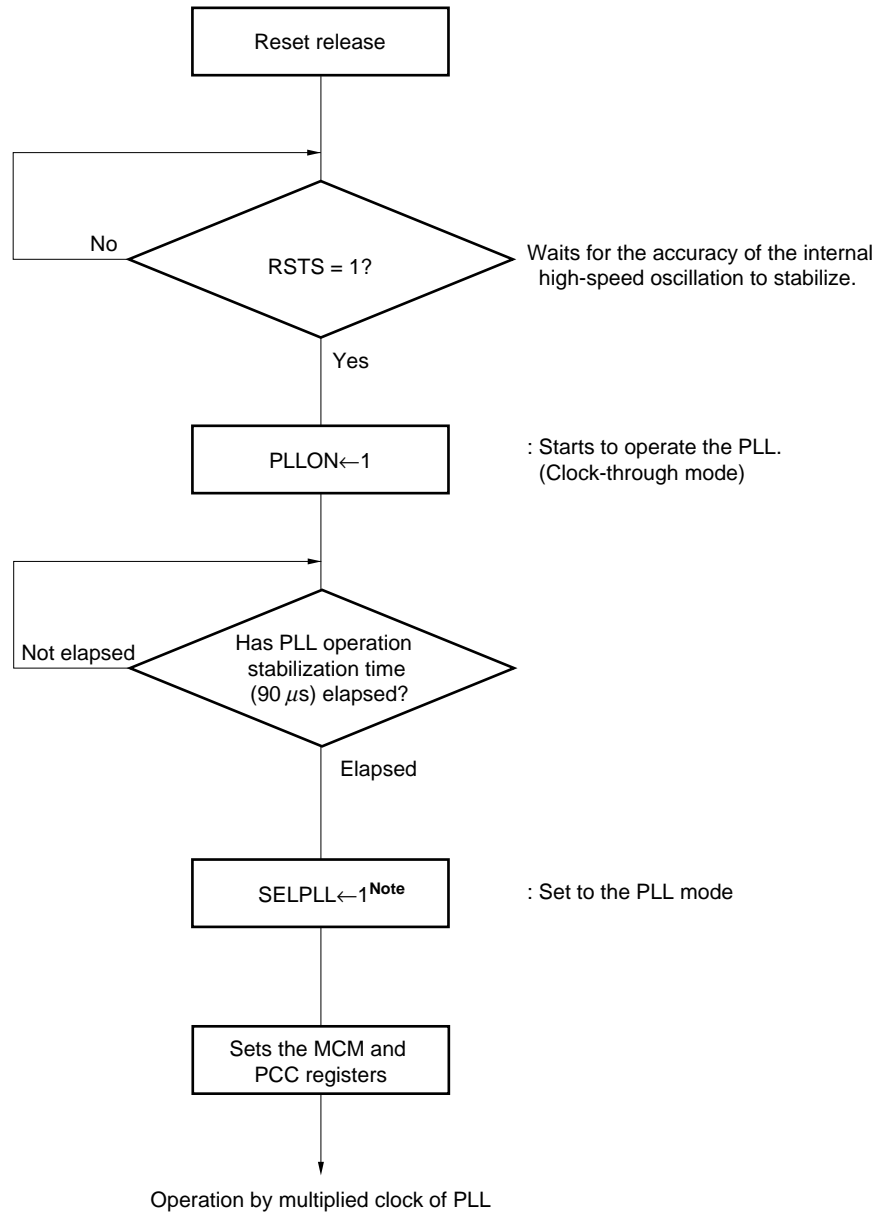 Reset release
No
RSTS = 1?
Waits for the accuracy of the internal
high-speed oscillation to stabilize.
Yes
PLLON←1
: Starts to operate the PLL.
(Clock-through mode)
Not elapsed
Has PLL operation
stabilization time
(90 μs) elapsed?
Elapsed
SELPLL←1Note
: Set to the PLL mode
Sets the MCM and
PCC registers
Operation by multiplied clock of PLL